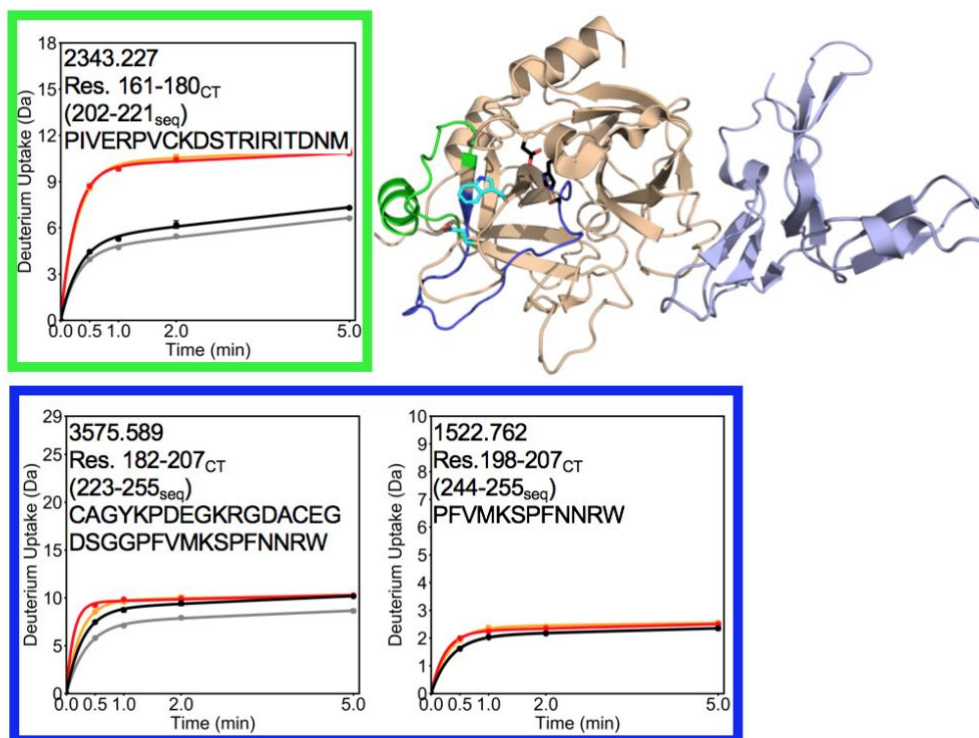 18
15
12
9
6
3
0
Deuterium Uptake (Da)
2343.227
Res. 161-180CT
(202-221seq)
PIVERPVCKDSTRIRITDNM
0.0 0.5 1.0 2.0 5.0
Time (min)
29
25
20
15
10
5
0
Deuterium Uptake (Da)
3575.589
Res. 182-207CT
(223-255seq)
CAGYKPDEGKRGDACEG
DSGGPFVMKSPFNNRW
0.0 0.5 1.0 2.0 5.0
Time (min)
10
9
8
7
6
5
4
3
2
1
0
Deuterium Uptake (Da)
1522.762
Res.198-207CT
(244-255seq)
PFVMKSPFNNRW
0.0 0.5 1.0 2.0 5.0
Time (min)